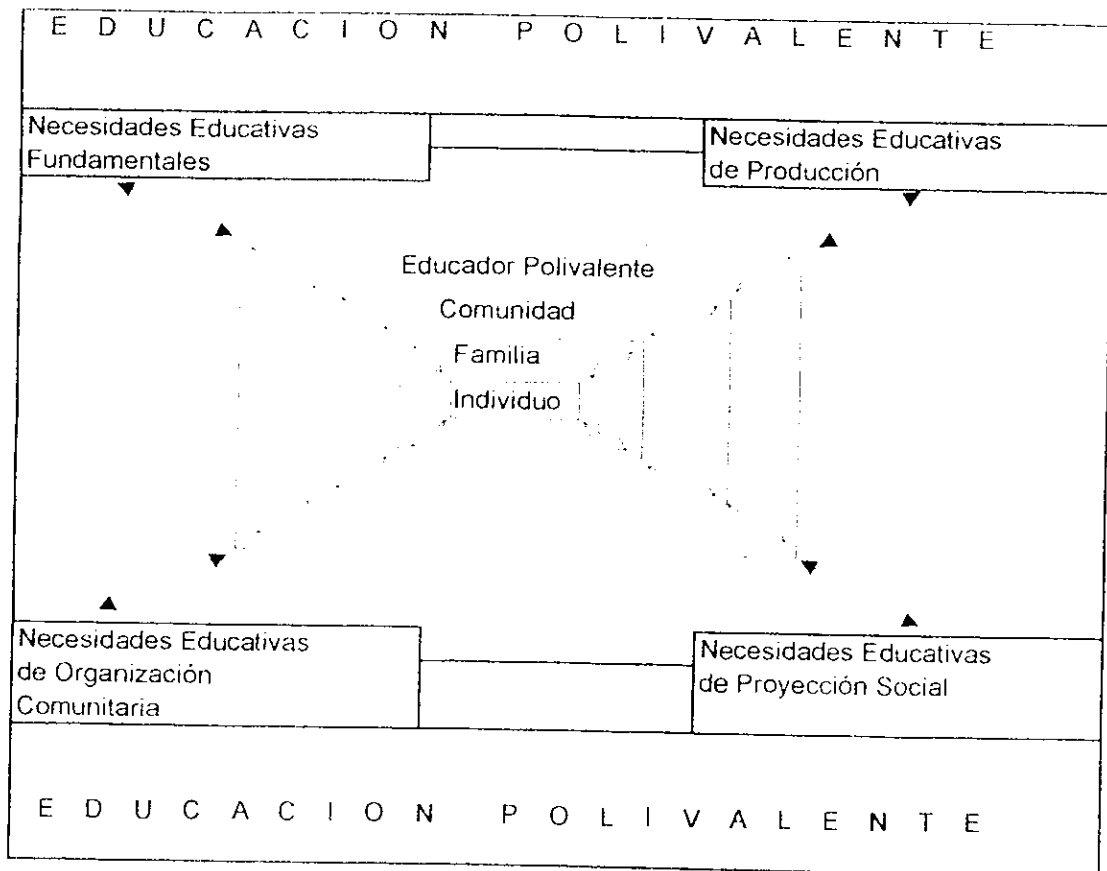 E D U C A C I O N P O L I V A L E N T E
Necesidades Educativas
Fundamentales
Necesidades Educativas
de Producción
Educador Polivalente
Comunidad
Familia
Individuo
Necesidades Educativas
de Organización
Comunitaria
Necesidades Educativas
de Proyección Social
E D U C A C I O N P O L I V A L E N T E